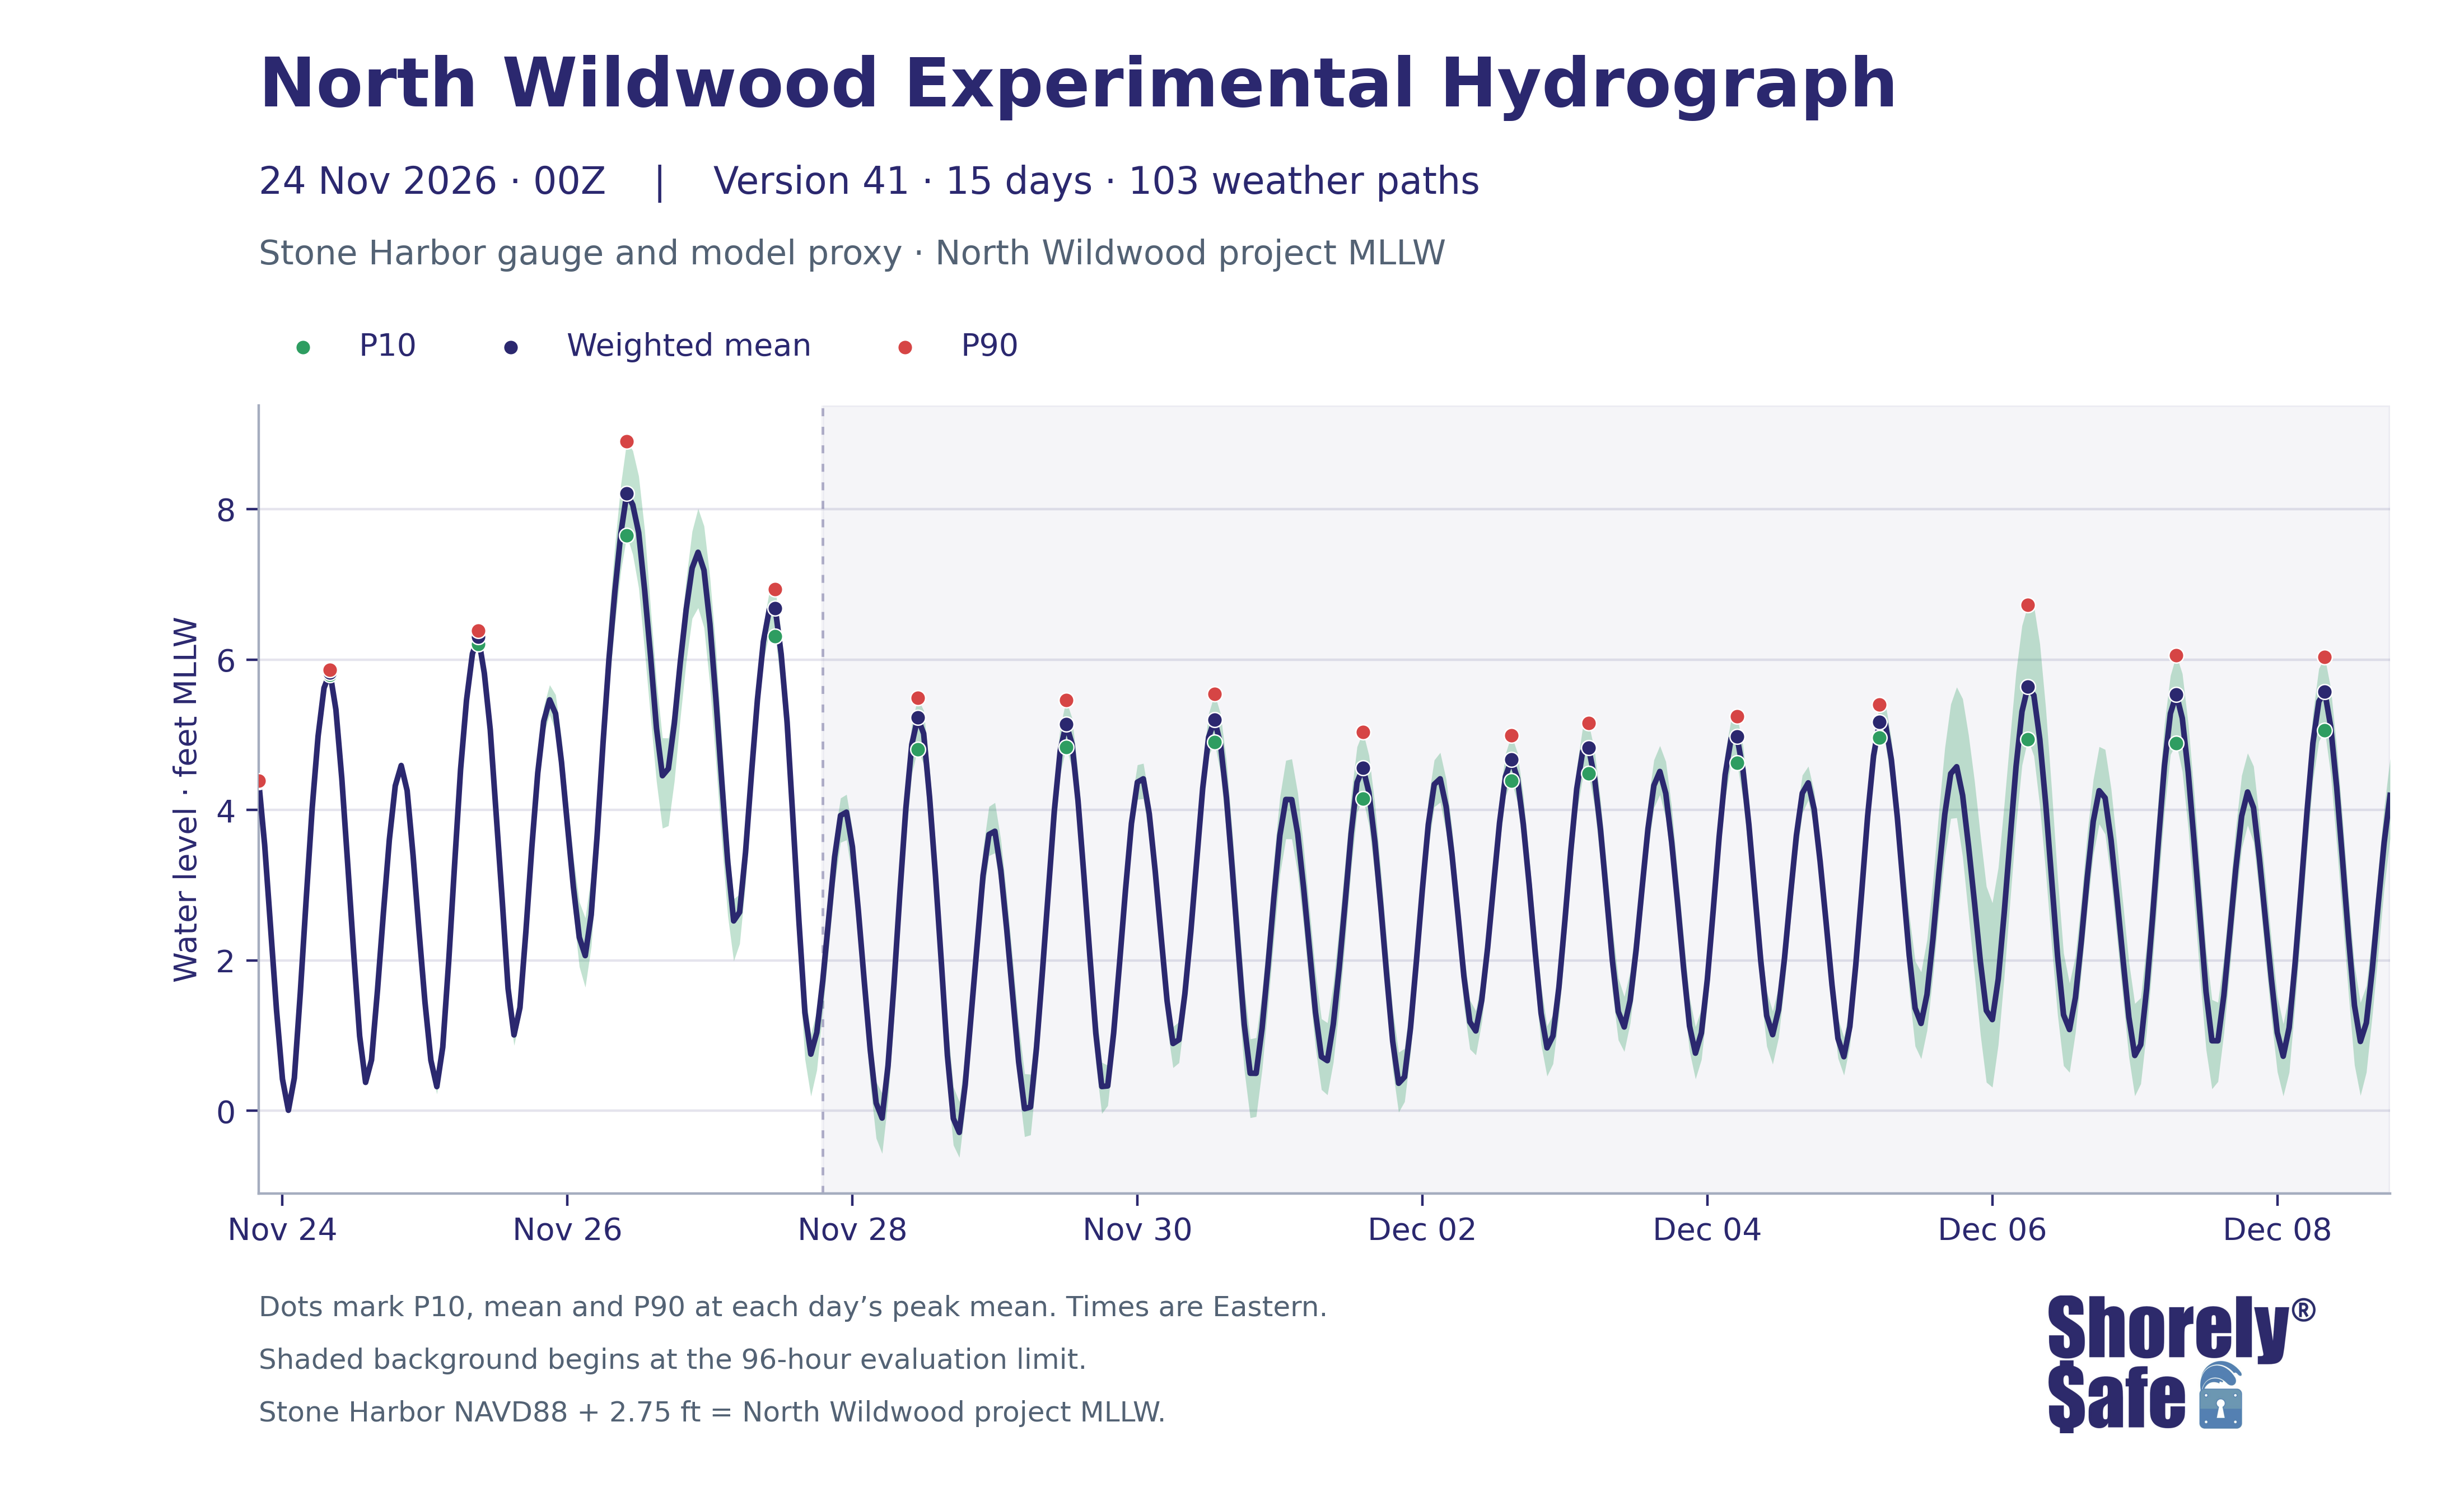 North Wildwood Experimental Hydrograph
24 Nov 2026 · 00Z | Version 41 · 15 days · 103 weather paths
Stone Harbor gauge and model proxy · North Wildwood project MLLW
P10 Weighted mean P90
Water level · feet MLLW
8
6
4
2
0
Nov 24 Nov 26 Nov 28 Nov 30 Dec 02 Dec 04 Dec 06 Dec 08
Dots mark P10, mean and P90 at each day’s peak mean. Times are Eastern.
Shaded background begins at the 96-hour evaluation limit.
Stone Harbor NAVD88 + 2.75 ft = North Wildwood project MLLW.
Shorely®
$afe